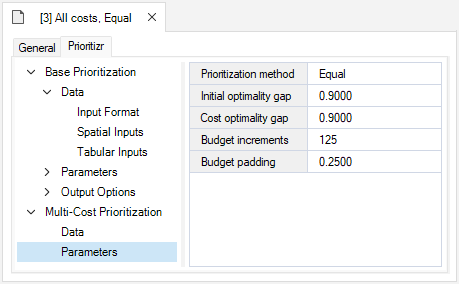 [3] All costs, Equal
General
Prioritizr
Base Prioritization
Data
Input Format
Spatial Inputs
Tabular Inputs
Parameters
Output Options
Multi-Cost Prioritization
Data
Parameters
Prioritization method Equal
Initial optimality gap 0.9000
Cost optimality gap 0.9000
Budget increments 125
Budget padding 0.2500